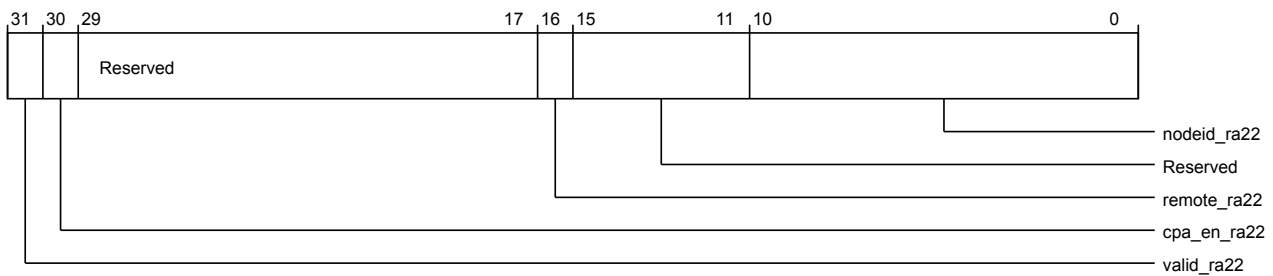 31 30 29 17 16 15 11 10 0
Reserved
nodeid_ra22
Reserved
remote_ra22
cpa_en_ra22
valid_ra22